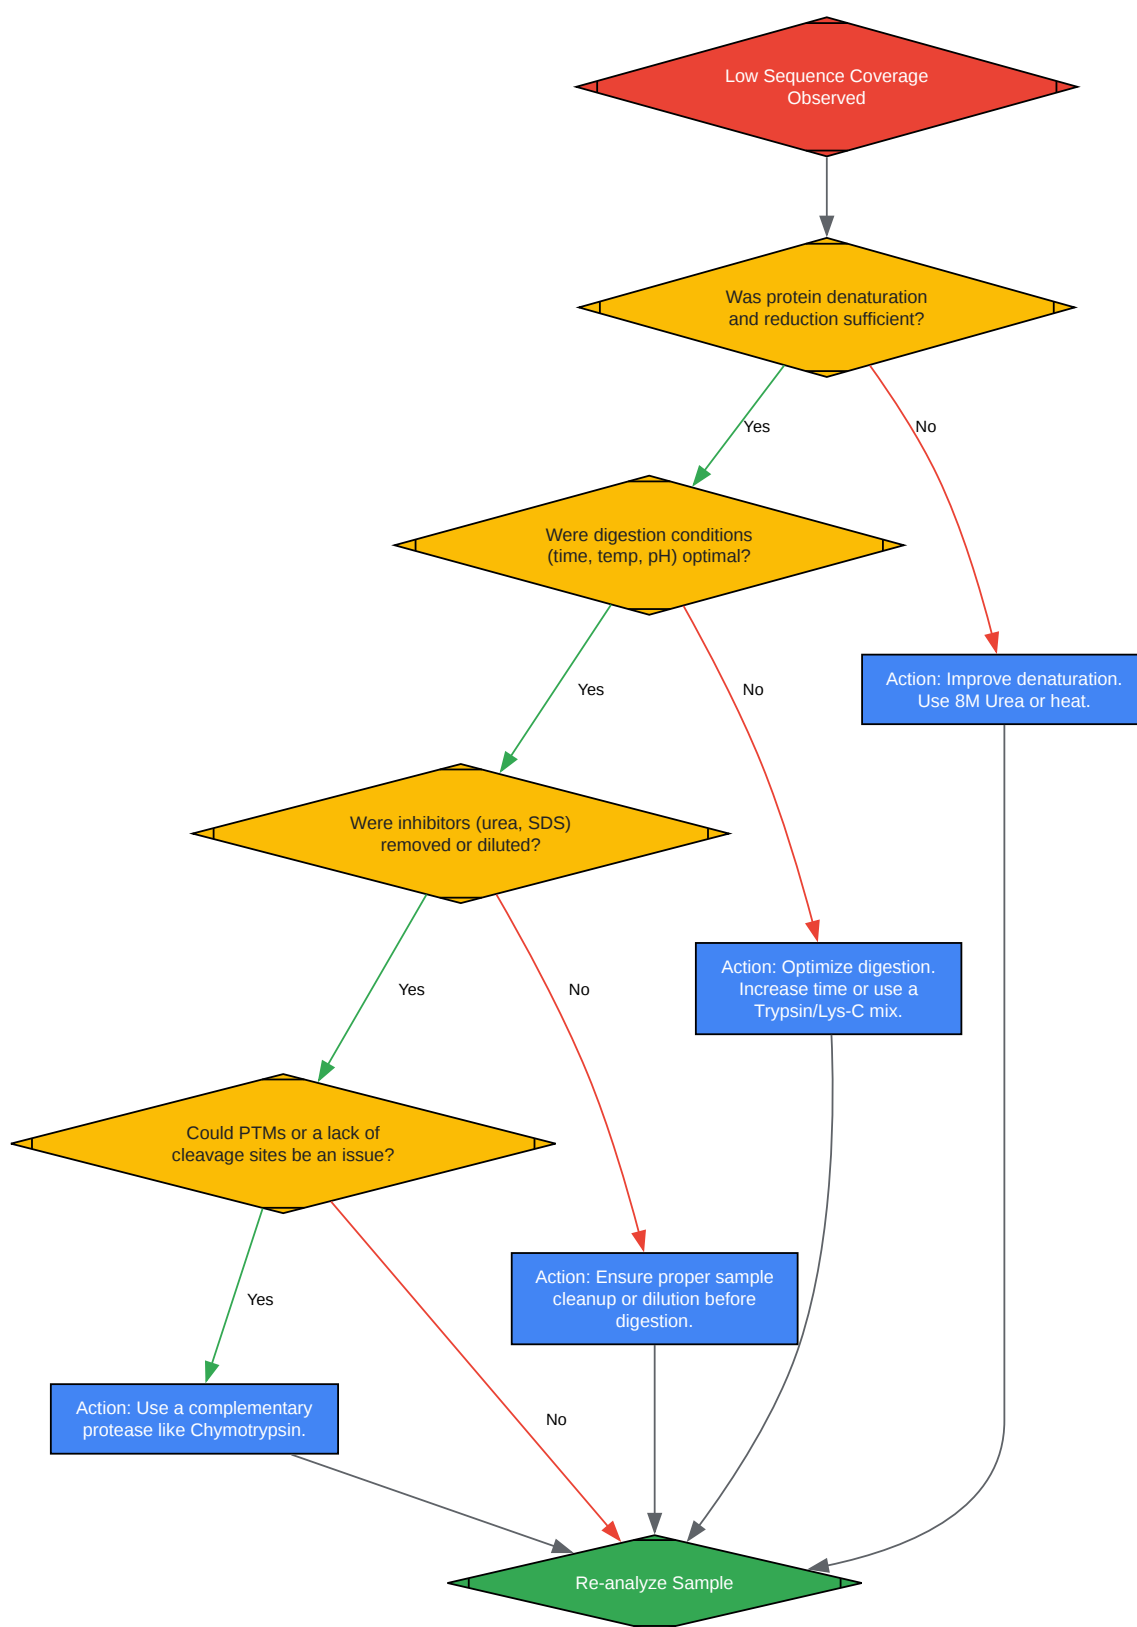 Low Sequence Coverage
Observed
Was protein denaturation
and reduction sufficient?
Yes
No
Were digestion conditions
(time, temp, pH) optimal?
Action: Improve denaturation.
Use 8M Urea or heat.
Yes
No
Were inhibitors (urea, SDS)
removed or diluted?
Action: Optimize digestion.
Increase time or use a
Trypsin/Lys-C mix.
Yes
No
Could PTMs or a lack of
cleavage sites be an issue?
Action: Ensure proper sample
cleanup or dilution before
digestion.
Yes
No
Action: Use a complementary
protease like Chymotrypsin.
Re-analyze Sample